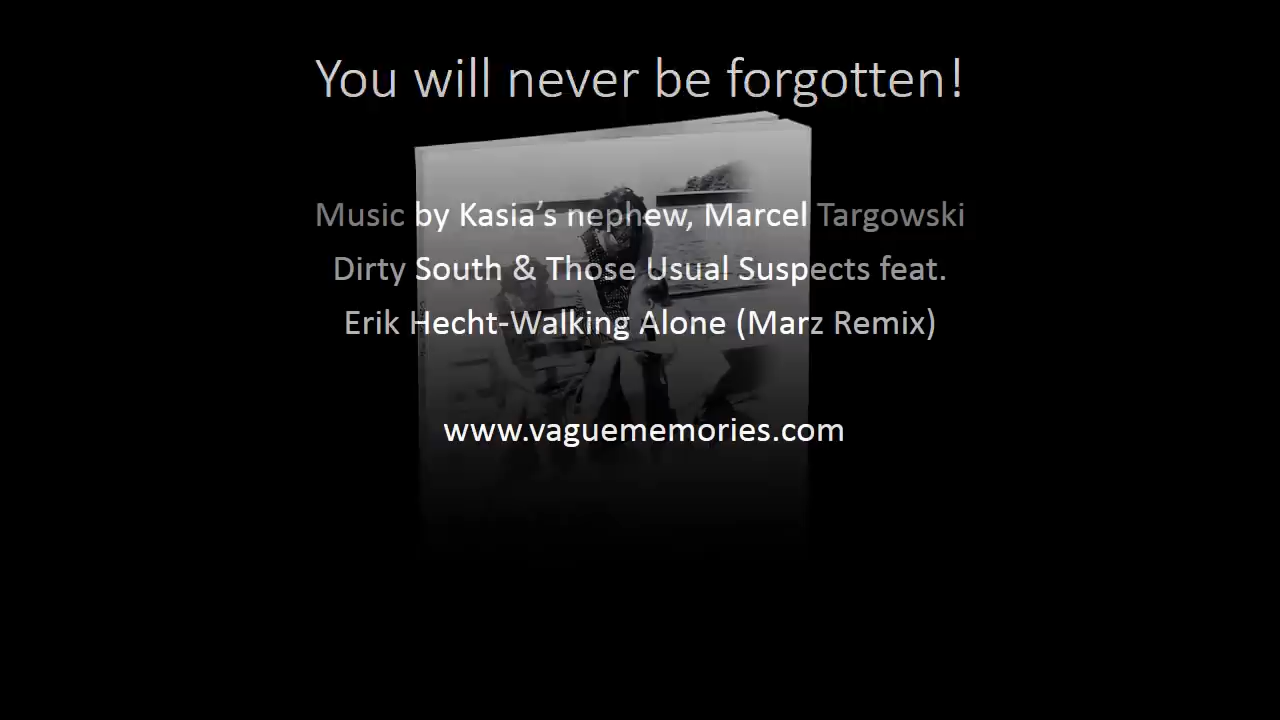 You will never be forgotten!
Music by Kasia’s nephew, Marcel Targowski
Dirty South & Those Usual Suspects feat.
Erik Hecht-Walking Alone (Marz Remix)
www.vaguememories.com